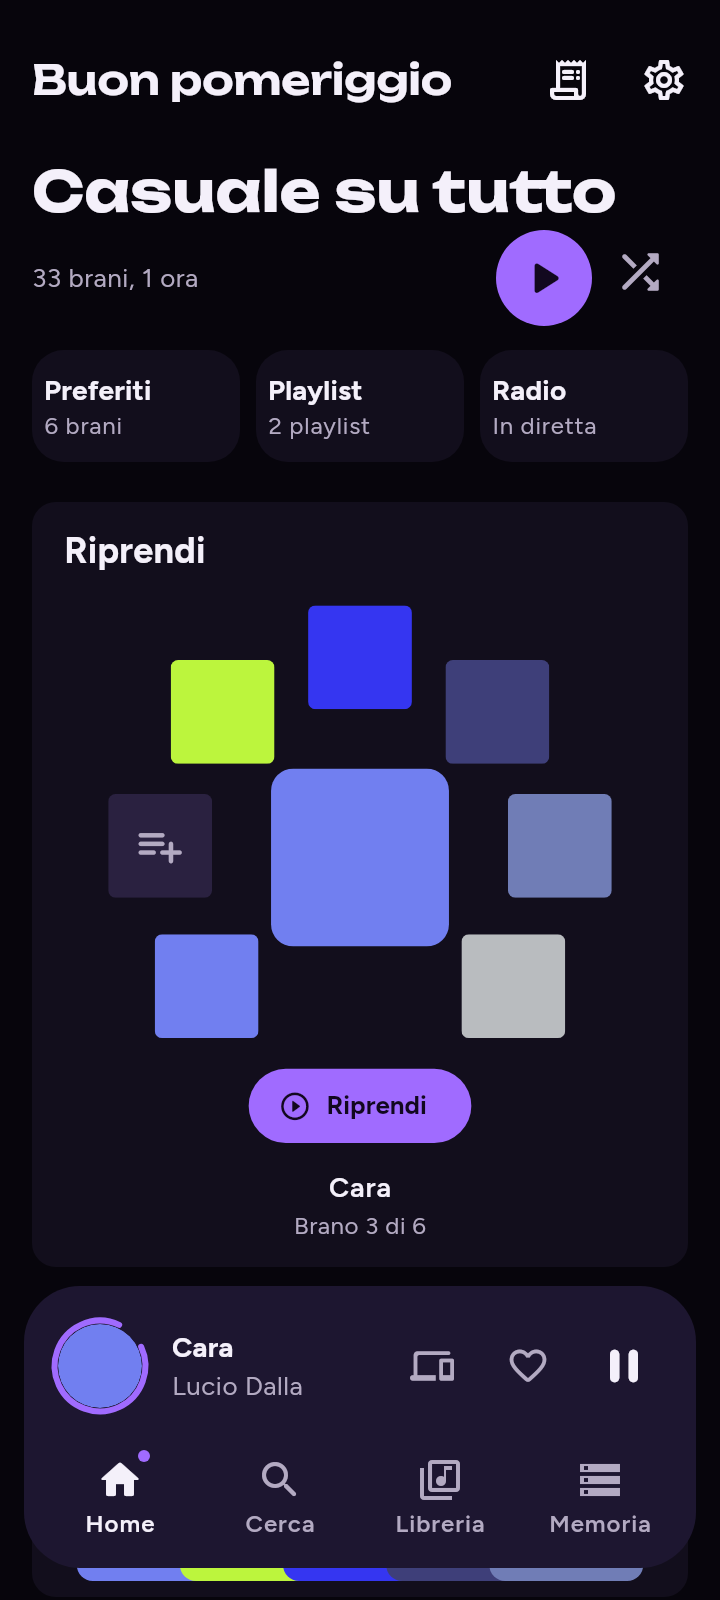 Buon pomeriggio
Casuale su tutto
33 brani, 1 ora
Preferiti
6 brani
Playlist
2 playlist
Radio
In diretta
Riprendi
Riprendi
Cara
Brano 3 di 6
Cara
Lucio Dalla
Home
Cerca
Libreria
Memoria